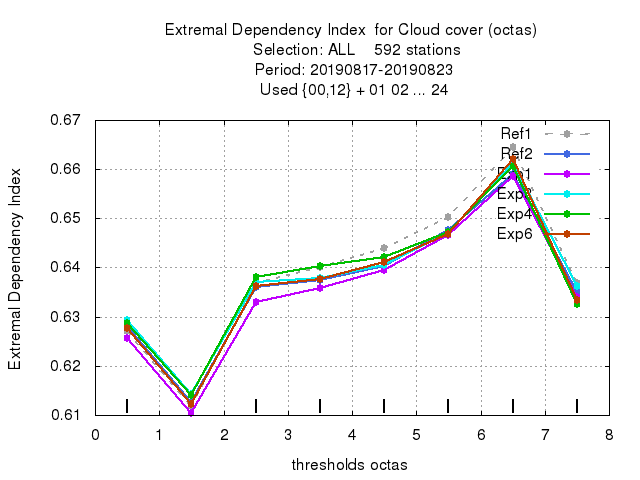 Extremal Dependency Index  for Cloud cover (octas)
Selection: ALL    592 stations
Period: 20190817-20190823
Used {00,12} + 01 02 ... 24
Extremal Dependency Index
0.67
0.66
0.65
0.64
0.63
0.62
0.61
Ref1
Ref2
Exp1
Exp2
Exp4
Exp6
0 1 2 3 4 5 6 7 8
thresholds octas